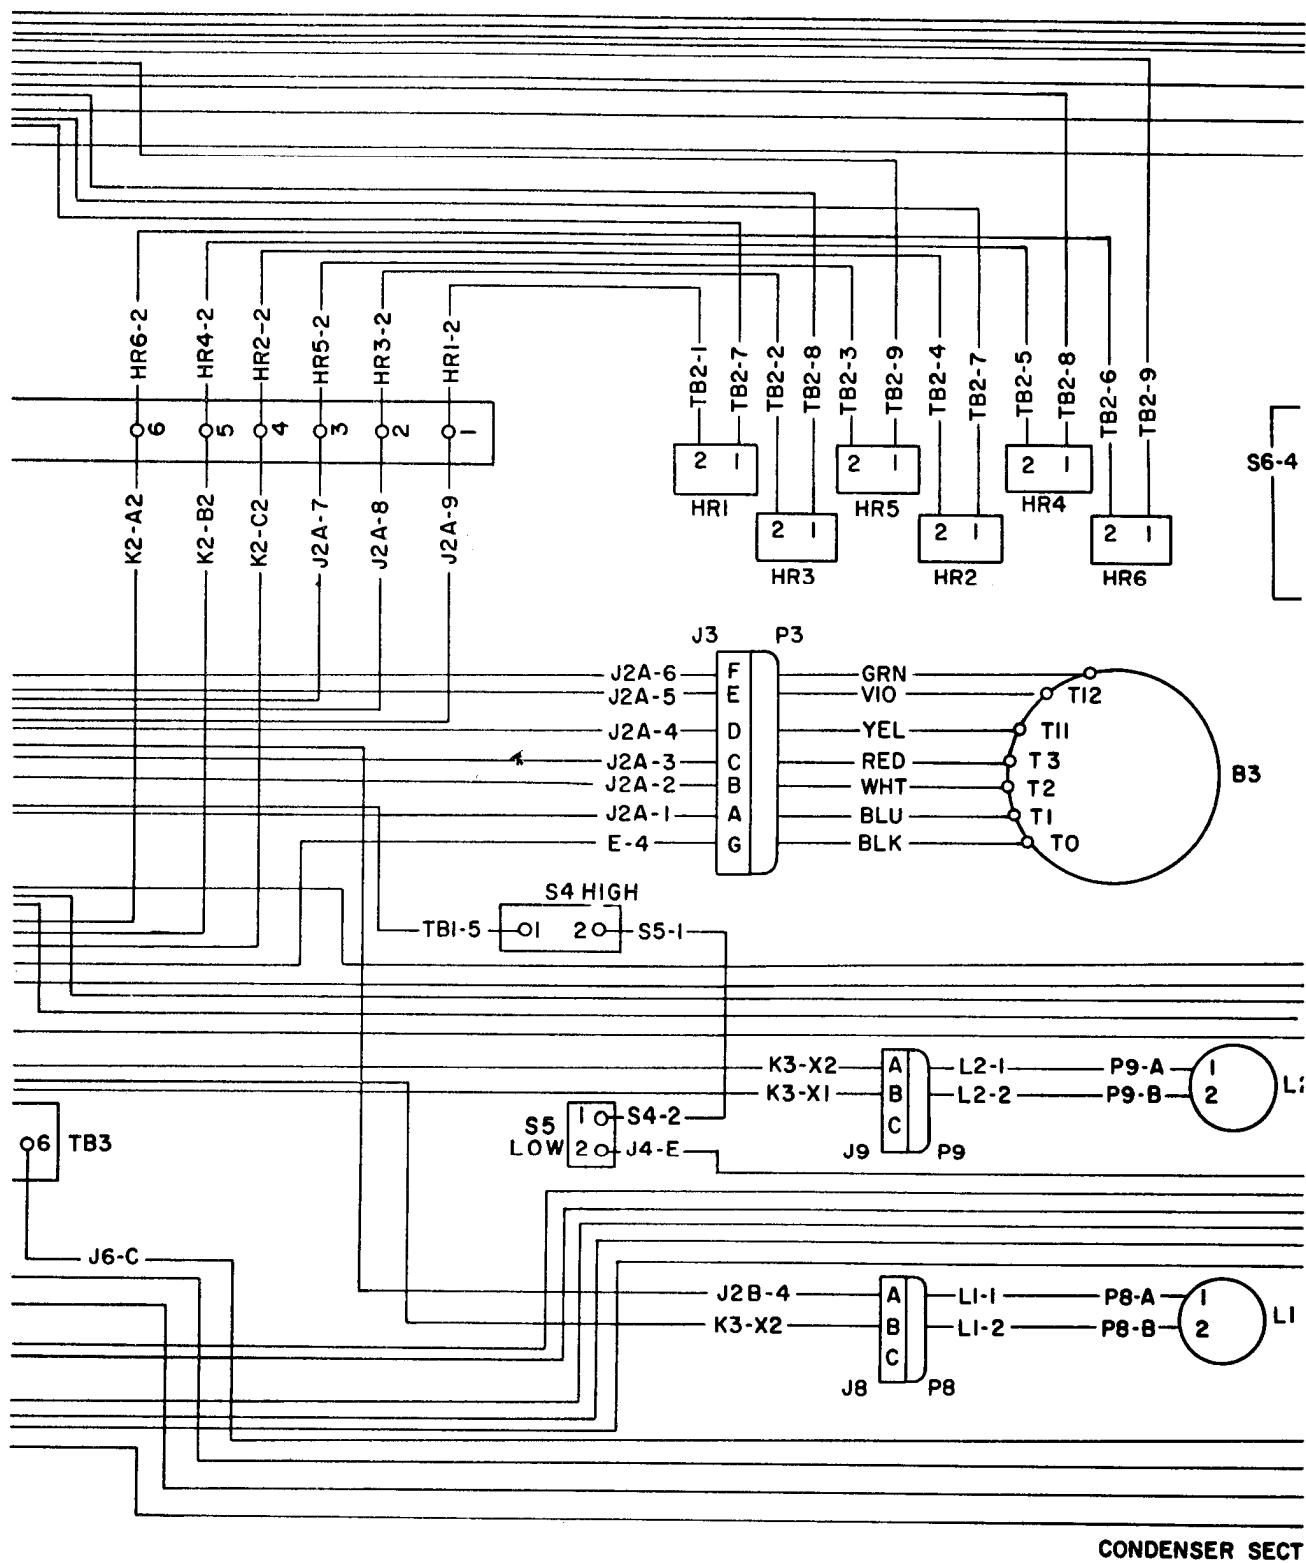 HR6-2
HR4-2
HR2-2
HR5-2
HR3-2
HR1-2
TB2-1
TB2-7
TB2-2
TB2-8
TB2-3
TB2-9
TB2-4
TB2-7
TB2-5
TB2-8
TB2-6
TB2-9
6 5 4 3 2 1
2 1
HR1
2 1
HR5
2 1
HR4
S6-4
K2-A2
K2-B2
K2-C2
J2A-7
J2A-8
J2A-9
2 1
HR3
2 1
HR2
2 1
HR6
J3 P3
J2A-6 F GRN
J2A-5 E VIO T12
J2A-4 D YEL T11
J2A-3 C RED T3
B3
J2A-2 B WHT T2
J2A-1 A BLU T1
E-4 G BLK T0
S4 HIGH
TB1-5 1 2 S5-1
K3-X2 A L2-1 P9-A 1
K3-X1 B L2-2 P9-B 2
C
J9 P9
S5
LOW
1 S4-2
2 J4-E
6 TB3
J6-C
J2B-4 A L1-1 P8-A 1
L1
K3-X2 B L1-2 P8-B 2
C
J8 P8
CONDENSER SECT